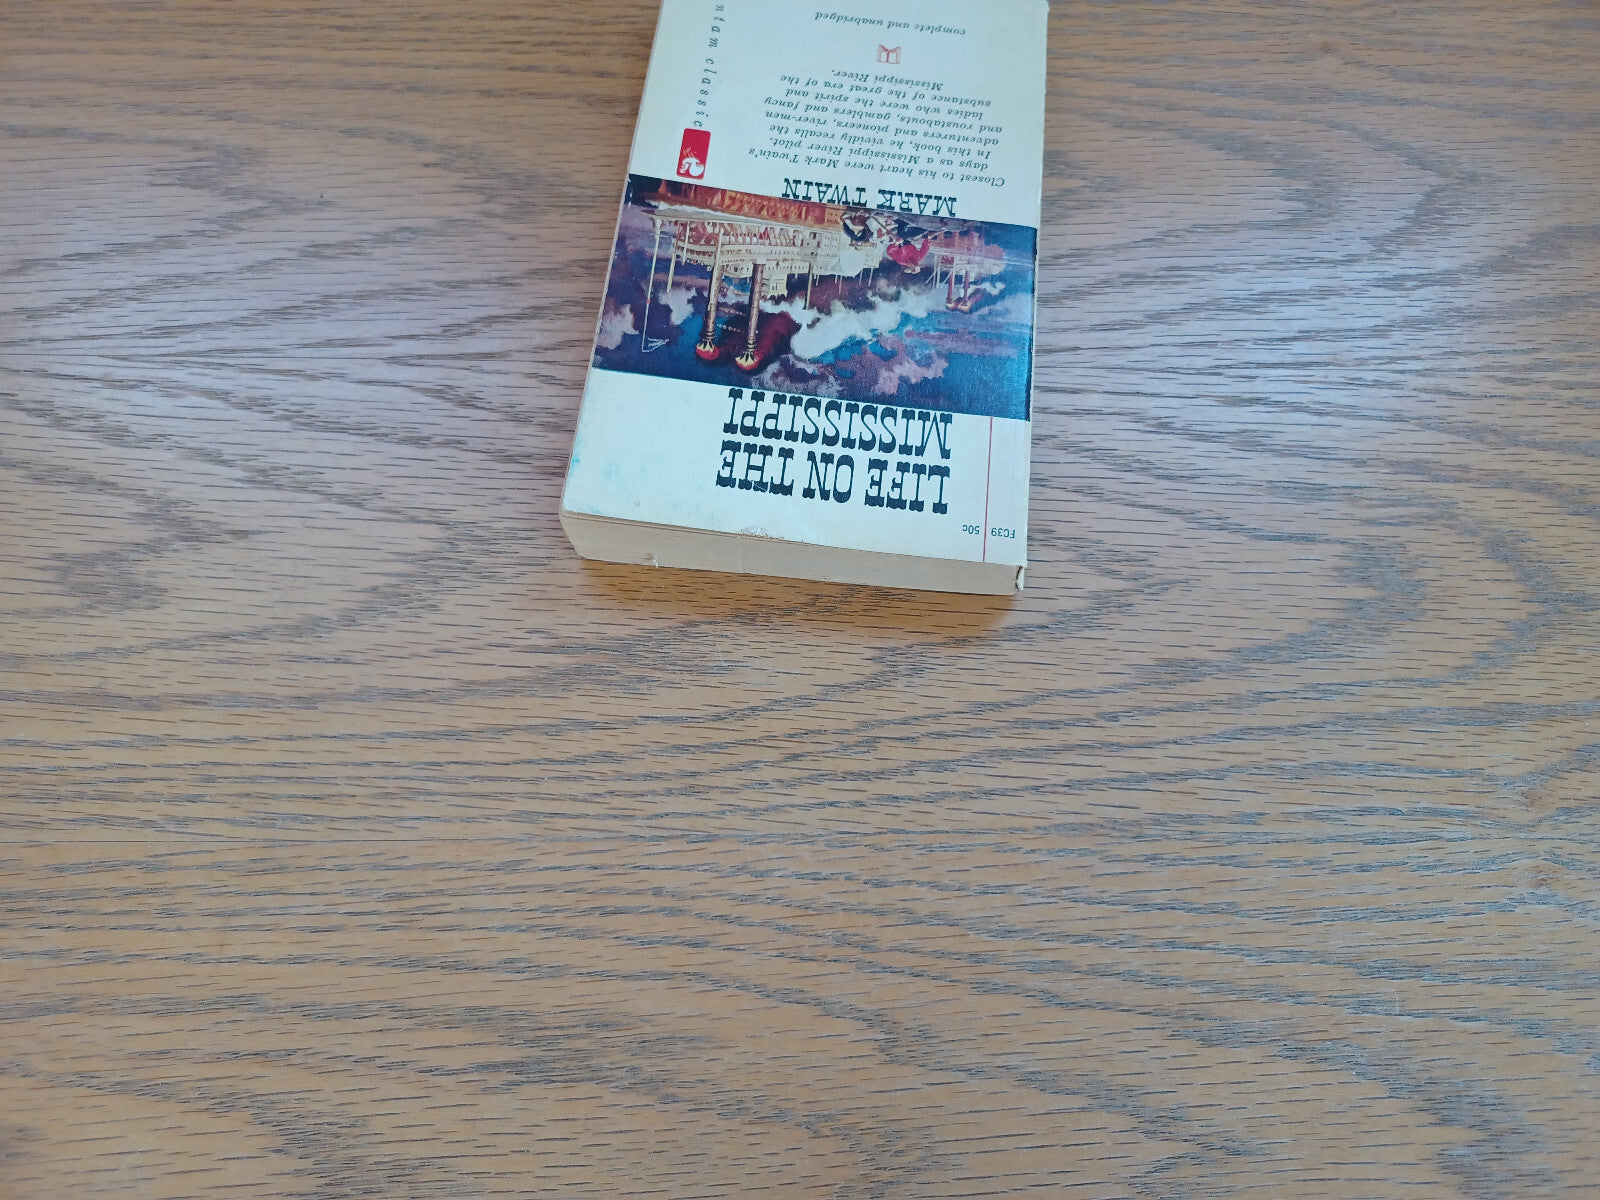 FC39 50c
LIFE ON THE
MISSISSIPPI
MARK TWAIN
Closest to his heart were Mark Twain's
days as a Mississippi River pilot.
In this book, he vividly recalls the
adventurers and pioneers, river-men
and roustabouts, gamblers and fancy
ladies who were the spirit and
substance of the great era of the
Mississippi River.
complete and unabridged
ntam classic